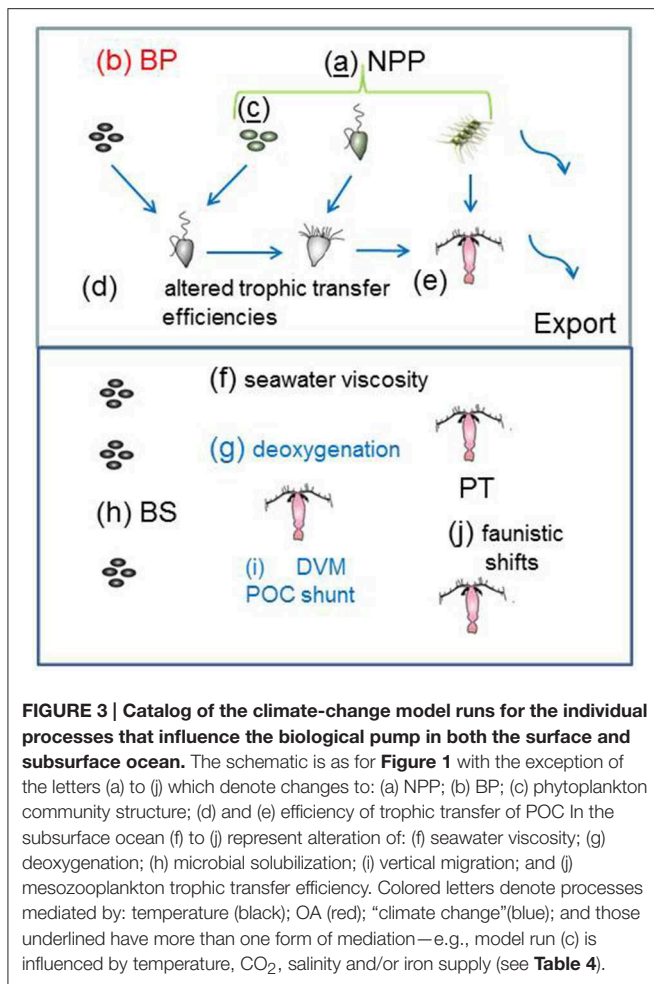 (b) BP
(a) NPP
(c)
(d)
altered trophic transfer
efficiencies
(e)
Export
(f) seawater viscosity
(g) deoxygenation
PT
(h) BS
(j) faunistic
shifts
(i) DVM
POC shunt
FIGURE 3 | Catalog of the climate-change model runs for the individual
processes that influence the biological pump in both the surface and
subsurface ocean. The schematic is as for Figure 1 with the exception of
the letters (a) to (j) which denote changes to: (a) NPP; (b) BP; (c) phytoplankton
community structure; (d) and (e) efficiency of trophic transfer of POC In the
subsurface ocean (f) to (j) represent alteration of: (f) seawater viscosity; (g)
deoxygenation; (h) microbial solubilization; (i) vertical migration; and (j)
mesozooplankton trophic transfer efficiency. Colored letters denote processes
mediated by: temperature (black); OA (red); “climate change”(blue); and those
underlined have more than one form of mediation—e.g., model run (c) is
influenced by temperature, CO₂, salinity and/or iron supply (see Table 4).